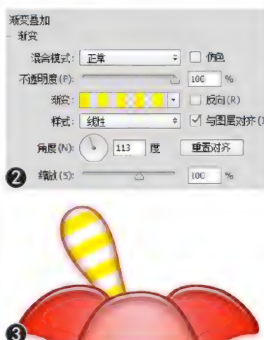 渐变叠加
渐变
混合模式: 正常 仿色
不透明度(P): 100 %
渐变: 反向(R)
样式: 线性 与图层对齐(I)
角度(N): 113 度 重置对齐
2 缩放(S): 100 %
3